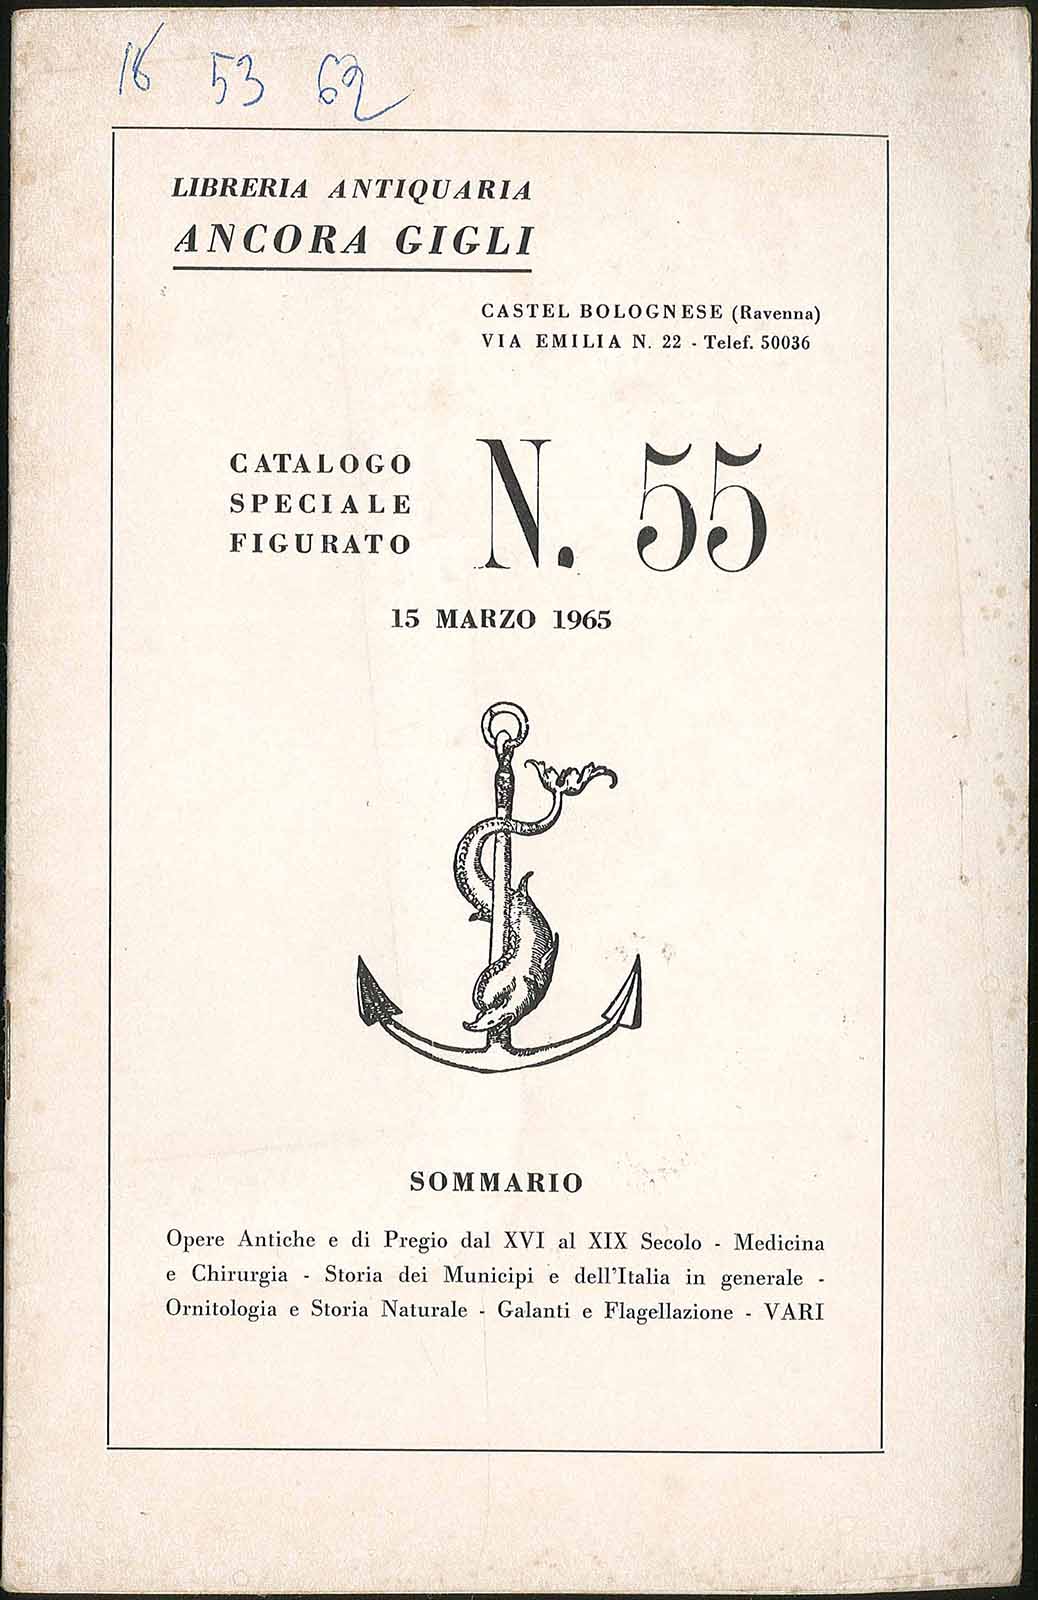 16 53 62
LIBRERIA ANTIQUARIA
ANCORA GIGLI
CASTEL BOLOGNESE (Ravenna)
VIA EMILIA N. 22 - Telef. 50036
CATALOGO
SPECIALE
FIGURATO
N. 55
15 MARZO 1965
SOMMARIO
Opere Antiche e di Pregio dal XVI al XIX Secolo - Medicina
e Chirurgia - Storia dei Municipi e dell'Italia in generale -
Ornitologia e Storia Naturale - Galanti e Flagellazione - VARI